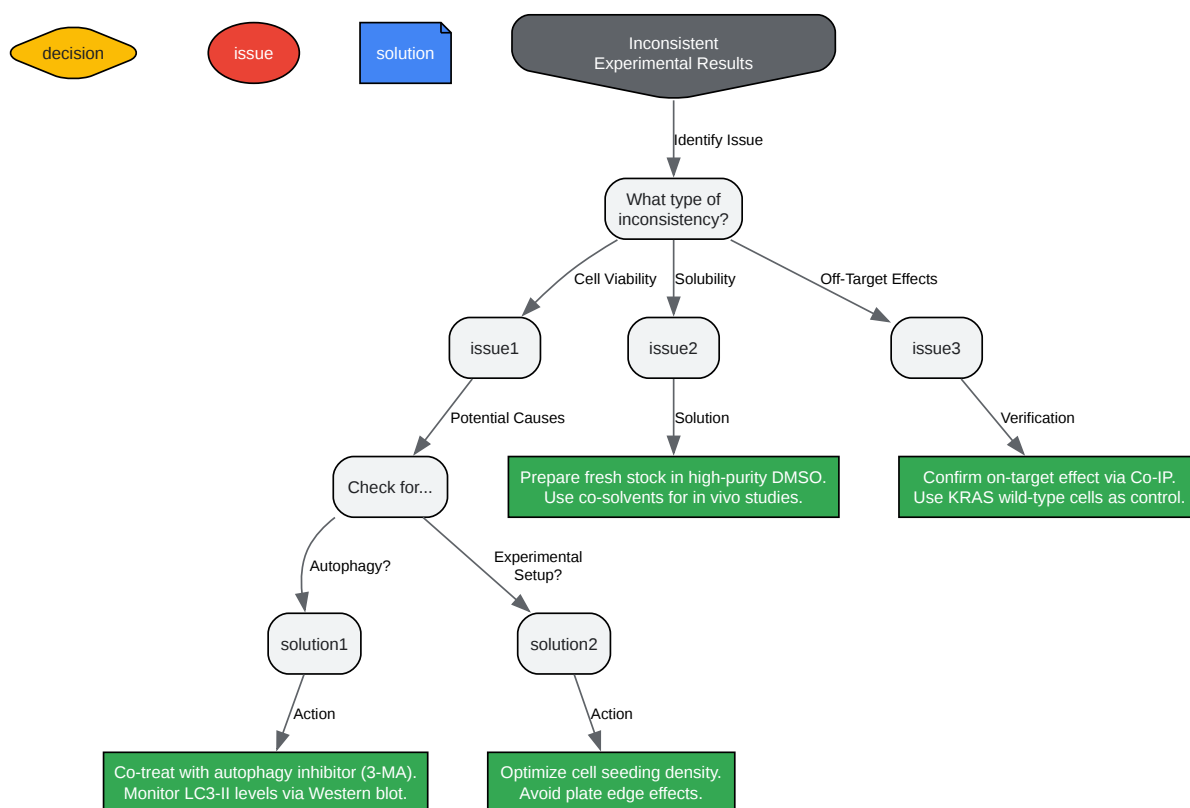 decision
issue
solution
Inconsistent
Experimental Results
Identify Issue
What type of
inconsistency?
Cell Viability
Solubility
Off-Target Effects
issue1
issue2
issue3
Potential Causes
Solution
Verification
Check for...
Prepare fresh stock in high-purity DMSO.
Use co-solvents for in vivo studies.
Confirm on-target effect via Co-IP.
Use KRAS wild-type cells as control.
Autophagy?
Experimental
Setup?
solution1
solution2
Action
Action
Co-treat with autophagy inhibitor (3-MA).
Monitor LC3-II levels via Western blot.
Optimize cell seeding density.
Avoid plate edge effects.